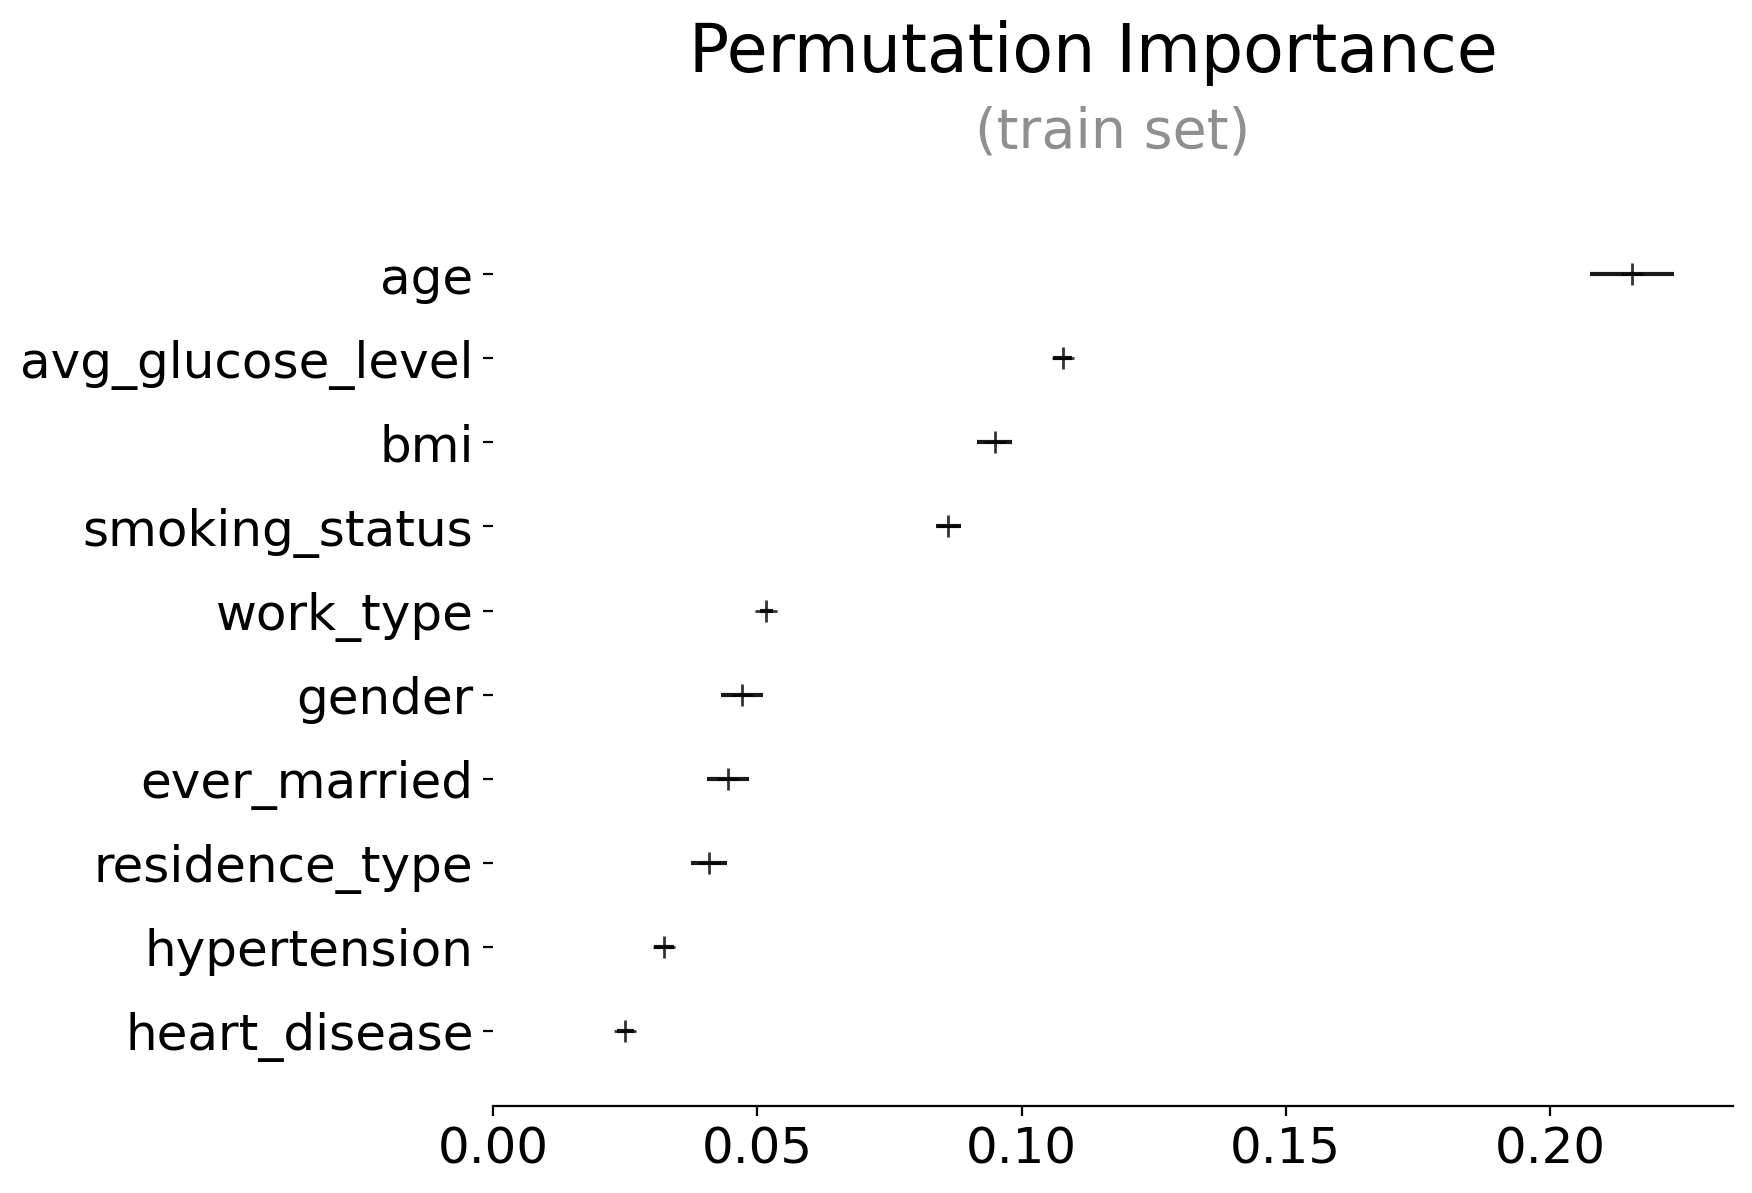 Permutation Importance
(train set)
age
avg_glucose_level
bmi
smoking_status
work_type
gender
ever_married
residence_type
hypertension
heart_disease
0.00 0.05 0.10 0.15 0.20